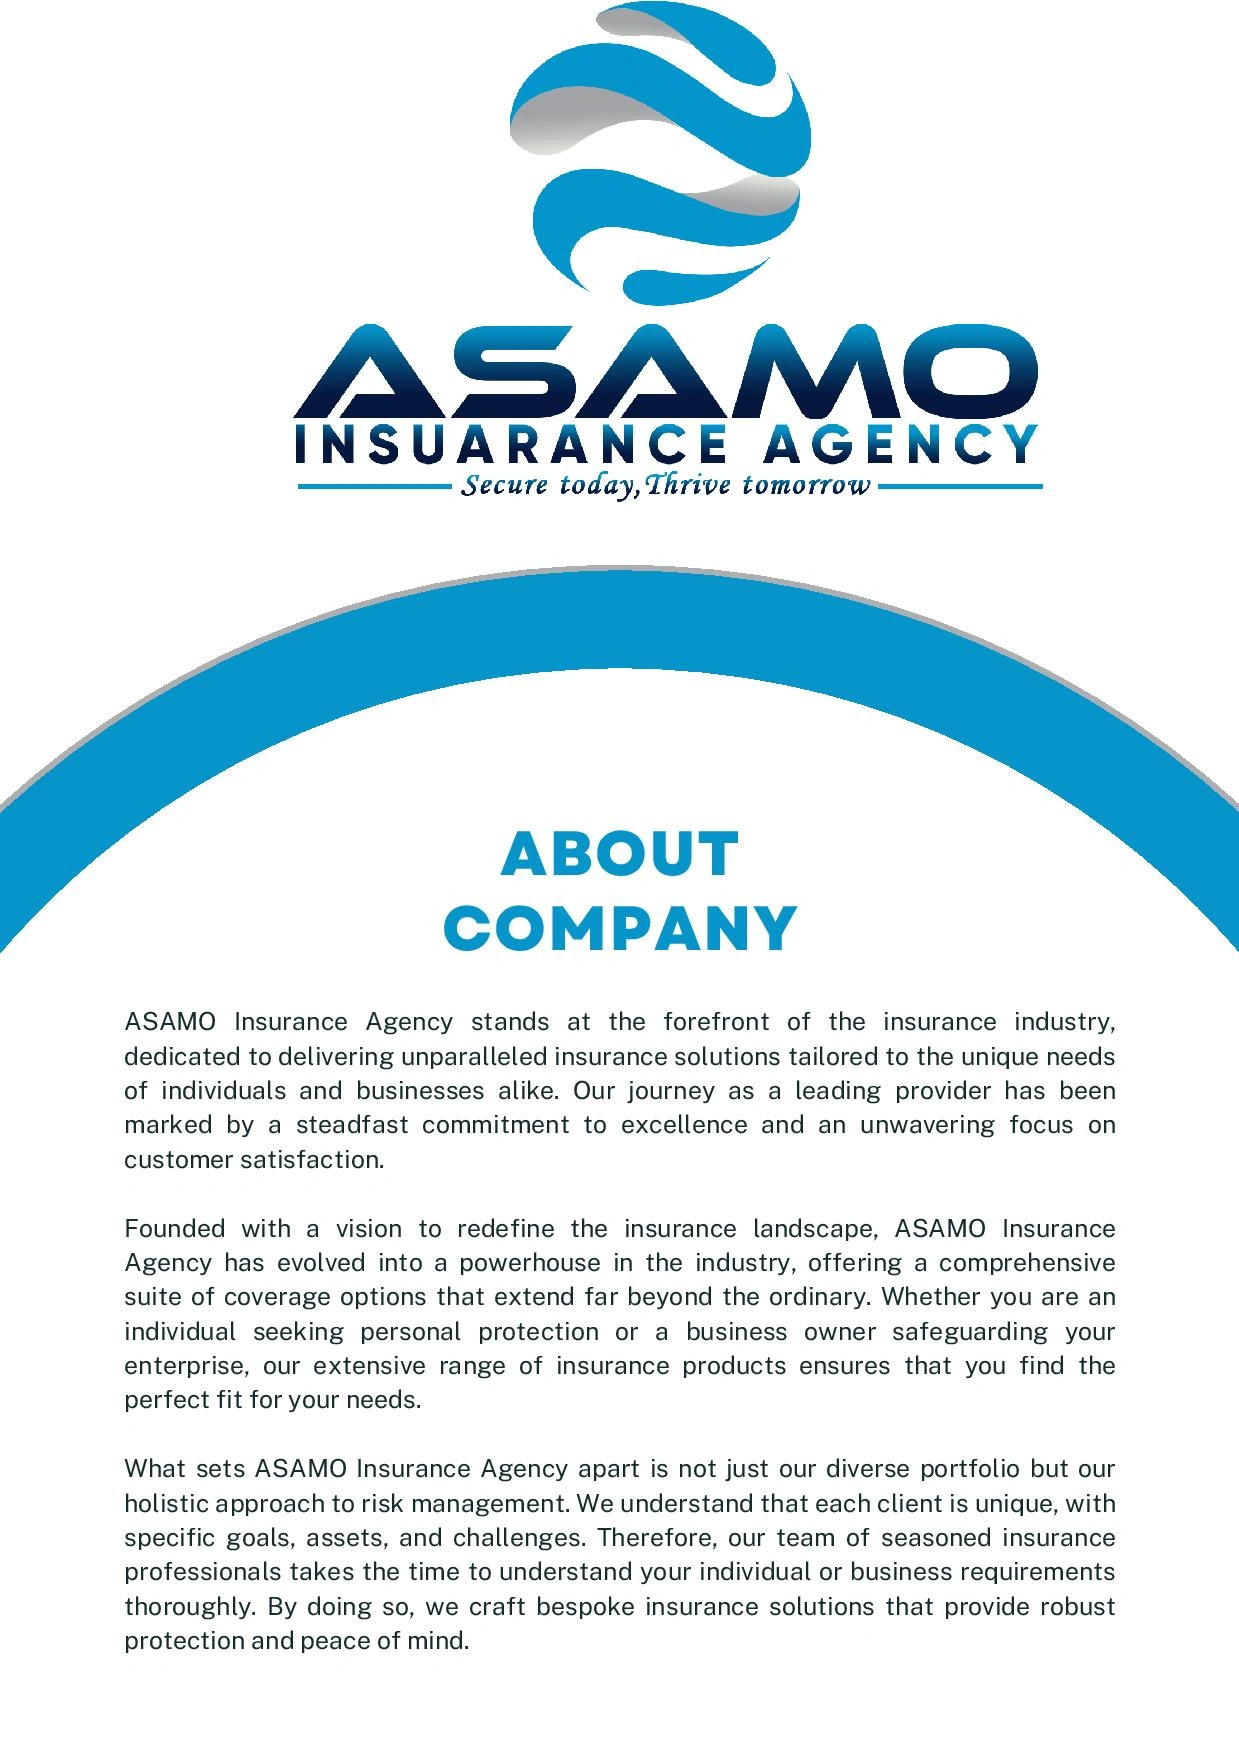 ASAMO
INSUARANCE AGENCY
Secure today, Thrive tomorrow
ABOUT
COMPANY
ASAMO Insurance Agency stands at the forefront of the insurance industry,
dedicated to delivering unparalleled insurance solutions tailored to the unique needs
of individuals and businesses alike. Our journey as a leading provider has been
marked by a steadfast commitment to excellence and an unwavering focus on
customer satisfaction.
Founded with a vision to redefine the insurance landscape, ASAMO Insurance
Agency has evolved into a powerhouse in the industry, offering a comprehensive
suite of coverage options that extend far beyond the ordinary. Whether you are an
individual seeking personal protection or a business owner safeguarding your
enterprise, our extensive range of insurance products ensures that you find the
perfect fit for your needs.
What sets ASAMO Insurance Agency apart is not just our diverse portfolio but our
holistic approach to risk management. We understand that each client is unique, with
specific goals, assets, and challenges. Therefore, our team of seasoned insurance
professionals takes the time to understand your individual or business requirements
thoroughly. By doing so, we craft bespoke insurance solutions that provide robust
protection and peace of mind.